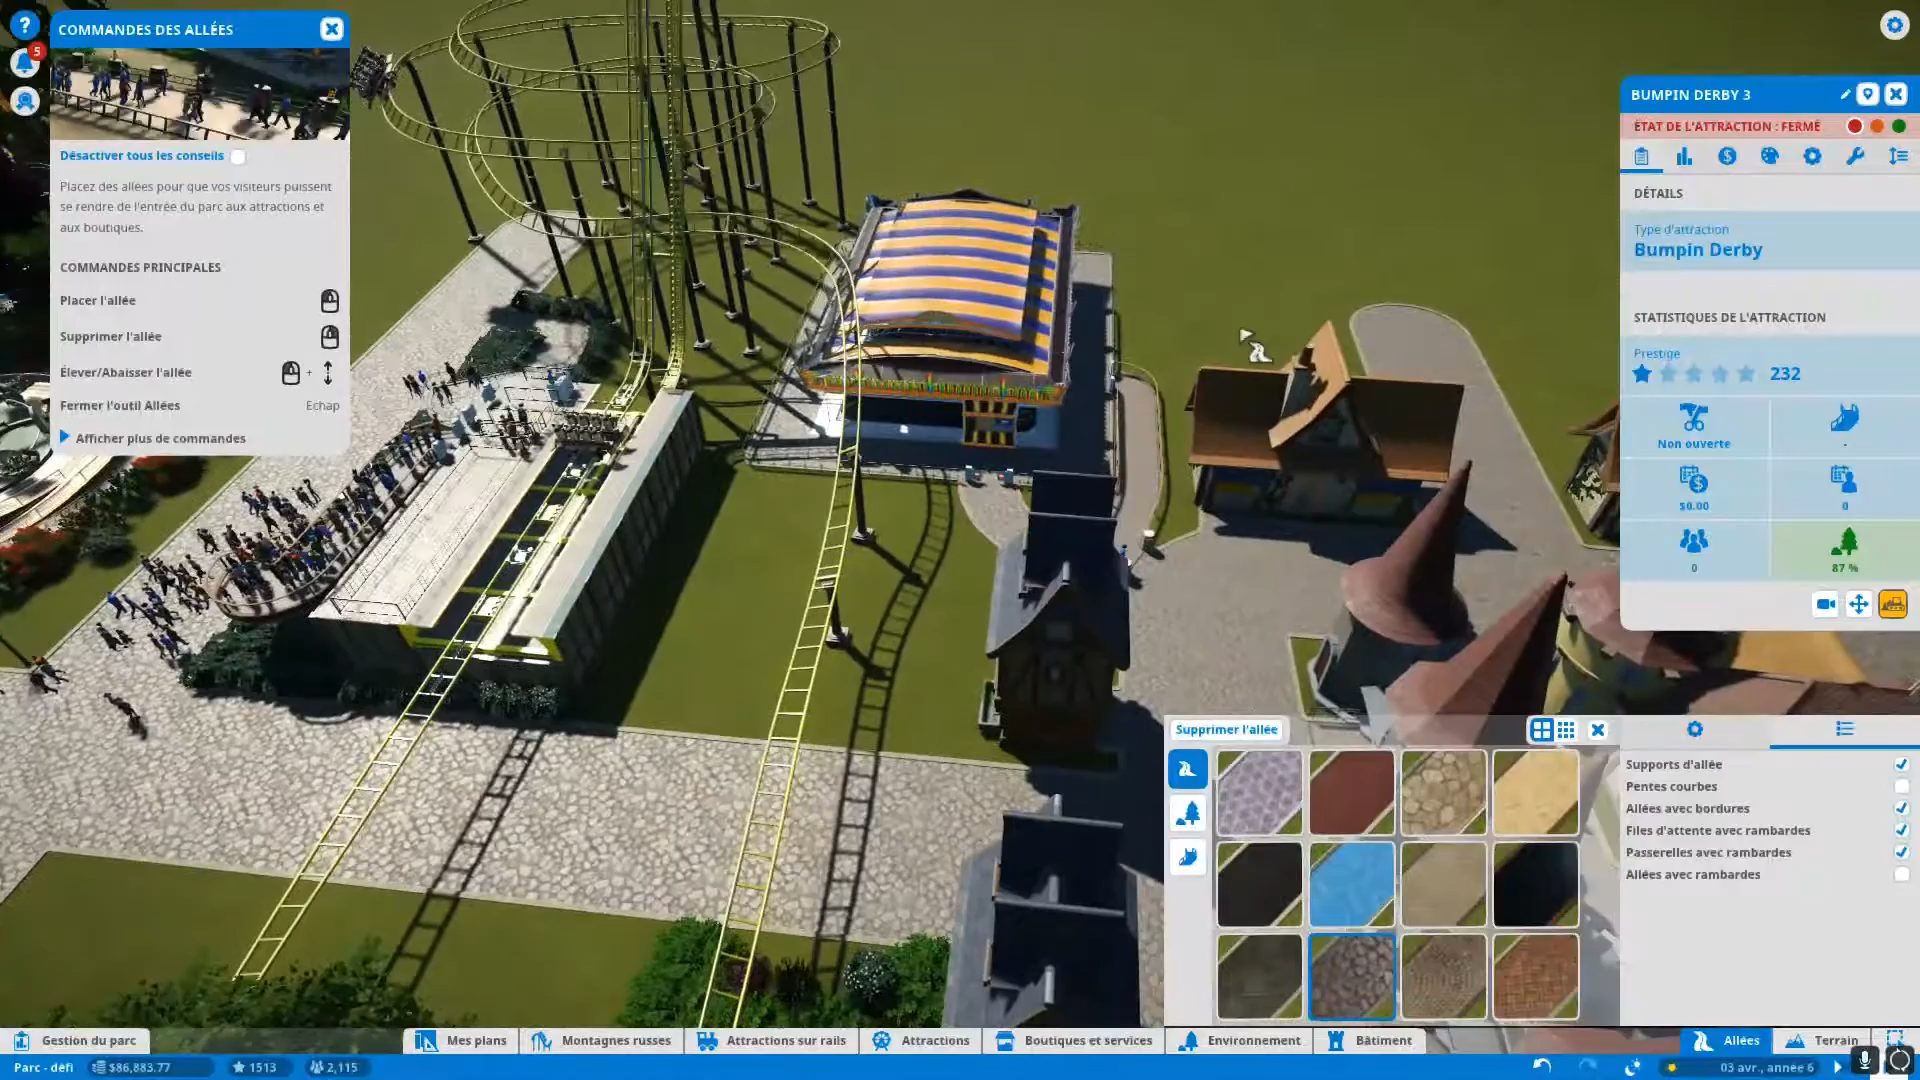 COMMANDES DES ALLÉES
?
5
Désactiver tous les conseils
Placez des allées pour que vos visiteurs puissent
se rendre de l'entrée du parc aux attractions et
aux boutiques.
COMMANDES PRINCIPALES
Placer l'allée
Supprimer l'allée
Élever/Abaisser l'allée +
Fermer l'outil Allées Echap
Afficher plus de commandes
BUMPIN DERBY 3
ÉTAT DE L'ATTRACTION : FERMÉ
DÉTAILS
Type d'attraction
Bumpin Derby
STATISTIQUES DE L'ATTRACTION
Prestige
232
Non ouverte -
$0.00 0
0 87 %
Supprimer l'allée
Supports d'allée
Pentes courbes
Allées avec bordures
Files d'attente avec rambardes
Passerelles avec rambardes
Allées avec rambardes
Gestion du parc Mes plans Montagnes russes Attractions sur rails Attractions Boutiques et services Environnement Bâtiment Allées Terrain
Parc - défi $86,883.77 1513 2,115 03 avr., année 6